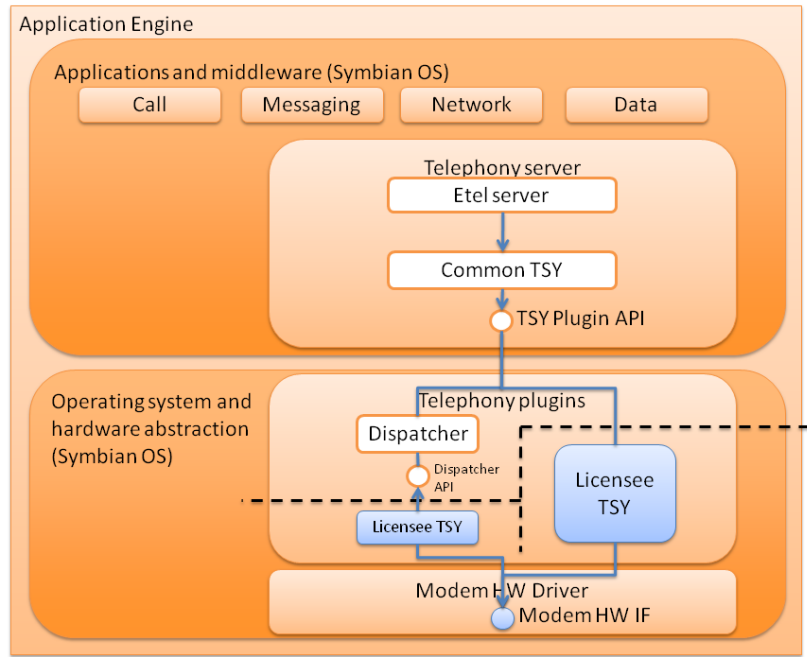 Application Engine
Applications and middleware (Symbian OS)
Call
Messaging
Network
Data
Telephony server
Etel server
Common TSY
TSY Plugin API
Operating system and
hardware abstraction
(Symbian OS)
Telephony plugins
Dispatcher
Dispatcher
API
Licensee TSY
Licensee
TSY
Modem HW Driver
Modem HW IF